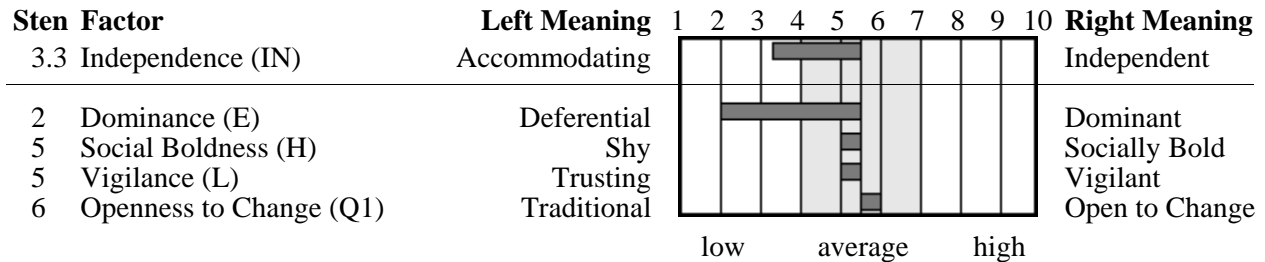 Sten Factor Left Meaning 1 2 3 4 5 6 7 8 9 10 Right Meaning
3.3 Independence (IN) Accommodating Independent
2 Dominance (E) Deferential Dominant
5 Social Boldness (H) Shy Socially Bold
5 Vigilance (L) Trusting Vigilant
6 Openness to Change (Q1) Traditional Open to Change
low average high